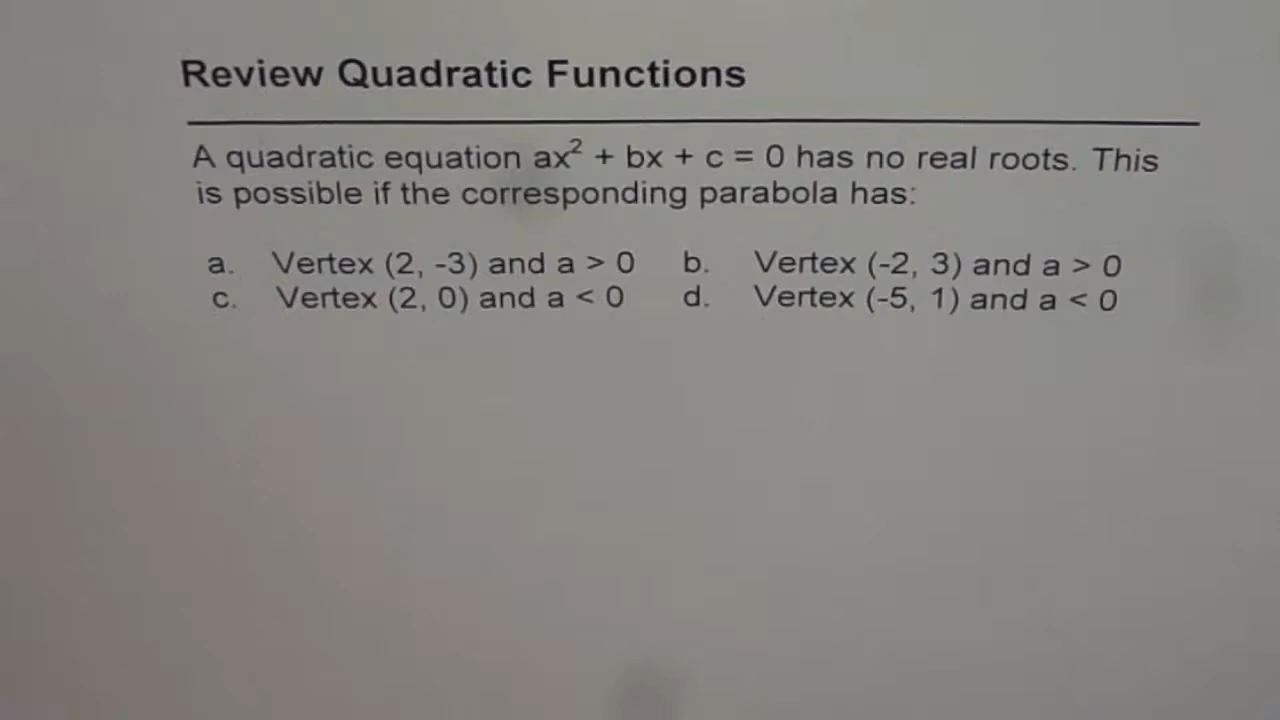 Review Quadratic Functions
A quadratic equation ax² + bx + c = 0 has no real roots. This
is possible if the corresponding parabola has:
a. Vertex (2, -3) and a > 0 b. Vertex (-2, 3) and a > 0
c. Vertex (2, 0) and a < 0 d. Vertex (-5, 1) and a < 0